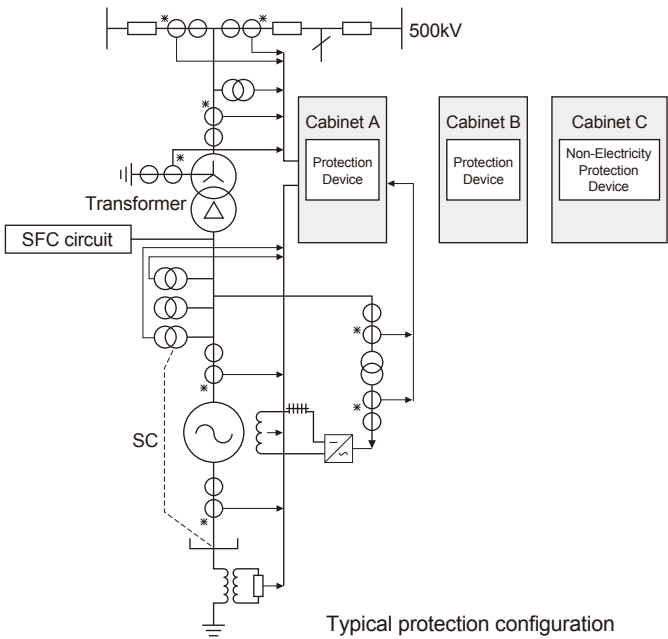 500kV
Cabinet A
Protection
Device
Cabinet B
Protection
Device
Cabinet C
Non-Electricity
Protection
Device
Transformer
SFC circuit
SC
Typical protection configuration